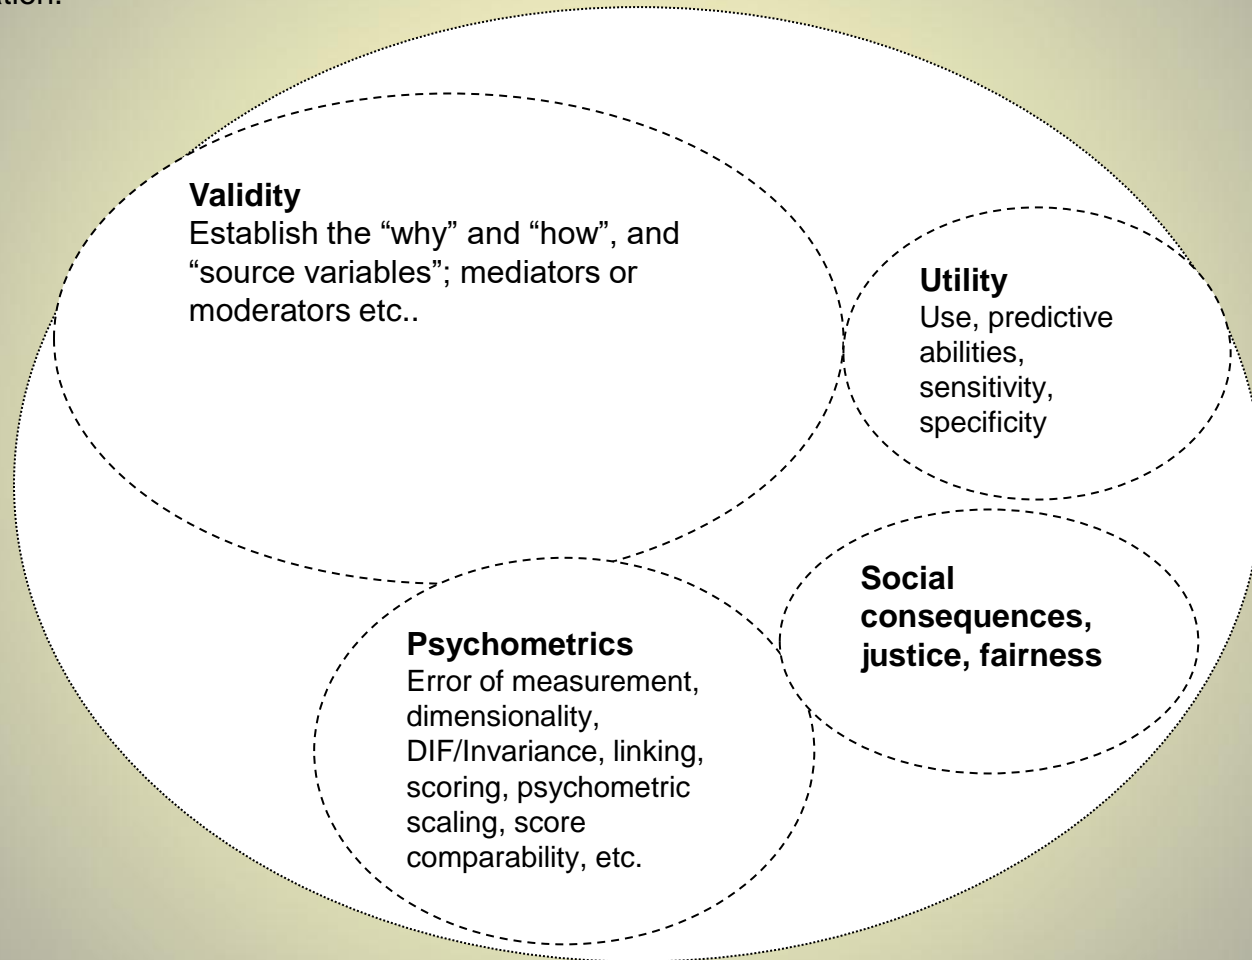 Validity
Establish the “why” and “how”, and
“source variables”; mediators or
moderators etc..
Utility
Use, predictive
abilities,
sensitivity,
specificity
Social
consequences,
justice, fairness
Psychometrics
Error of measurement,
dimensionality,
DIF/Invariance, linking,
scoring, psychometric
scaling, score
comparability, etc.